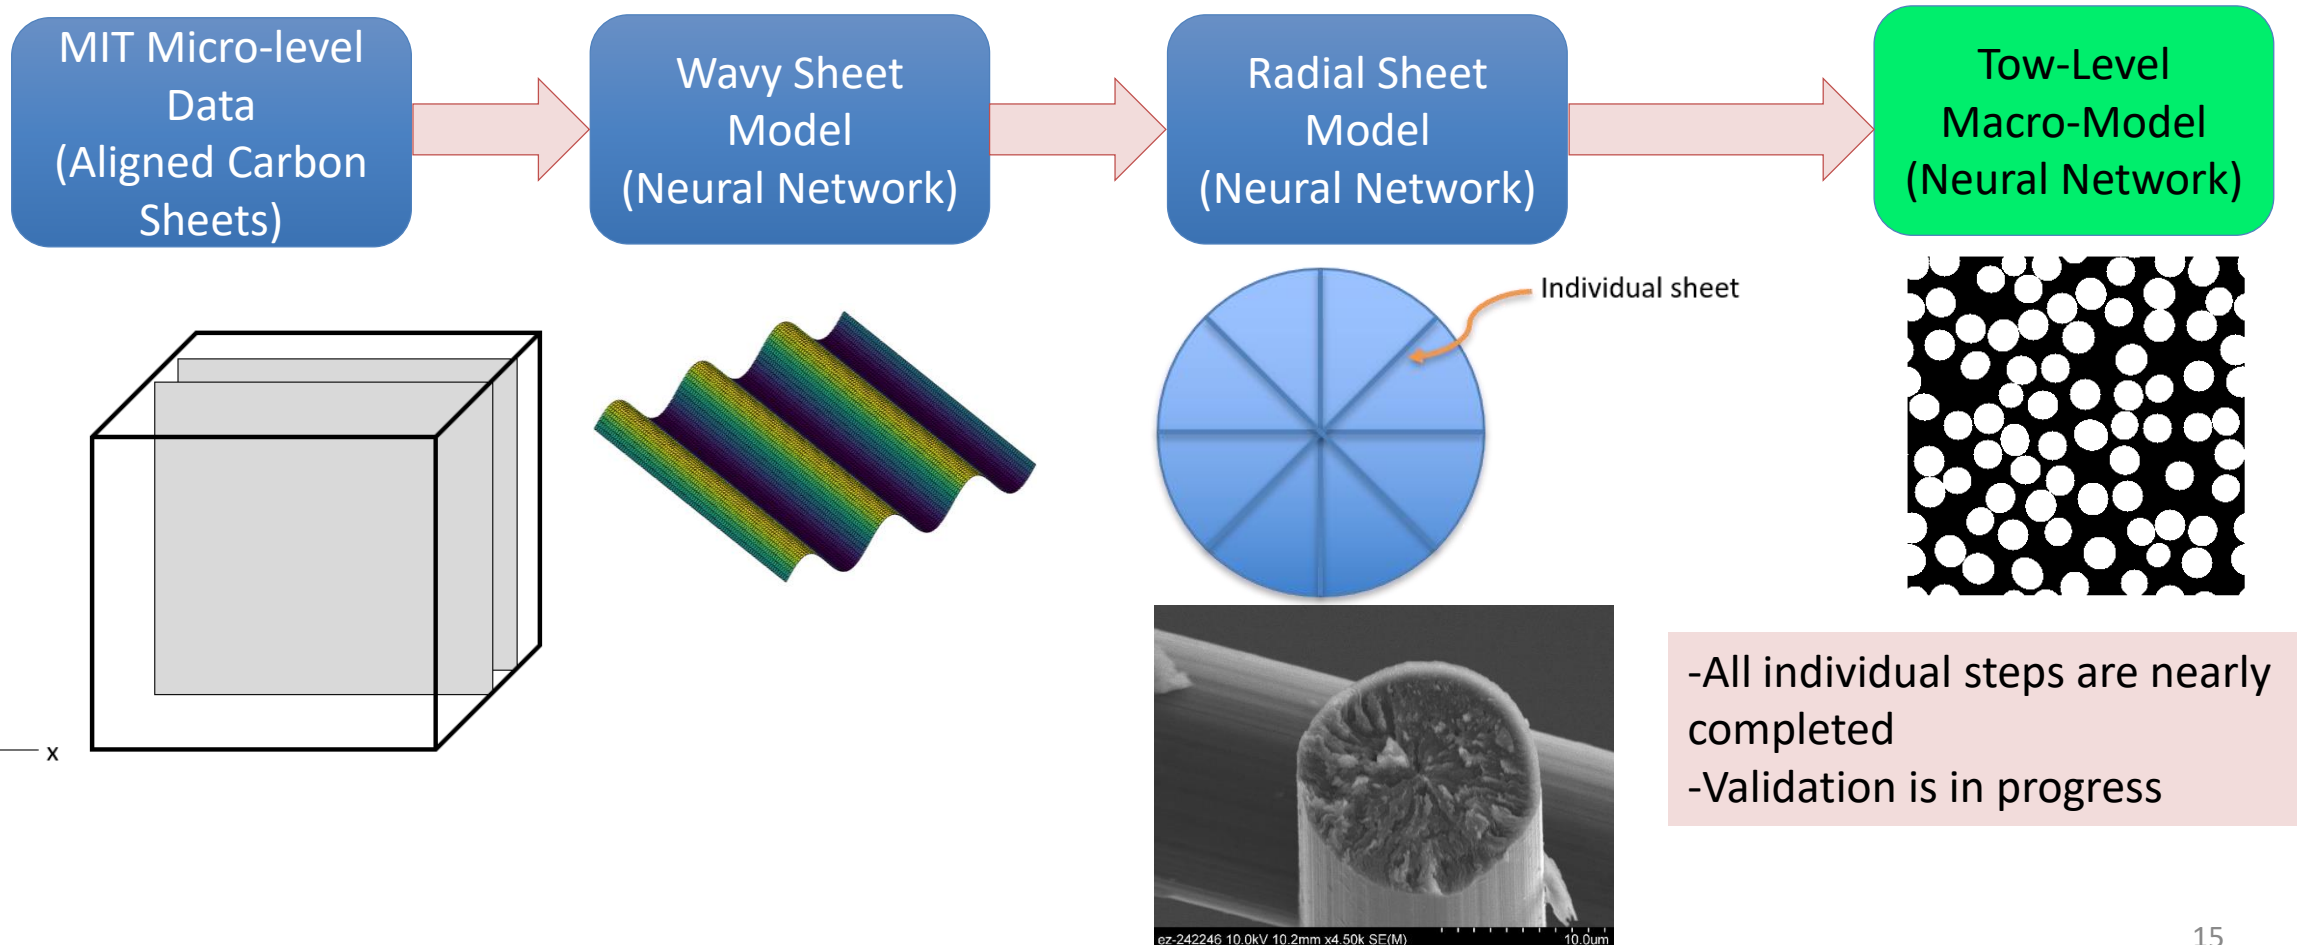 MIT Micro-level
Data
(Aligned Carbon
Sheets)
Wavy Sheet
Model
(Neural Network)
Radial Sheet
Model
(Neural Network)
Tow-Level
Macro-Model
(Neural Network)
Individual sheet
x
-All individual steps are nearly
completed
-Validation is in progress
ez-242246 10.0kV 10.2mm x4.50k SE(M)
10.0um
15